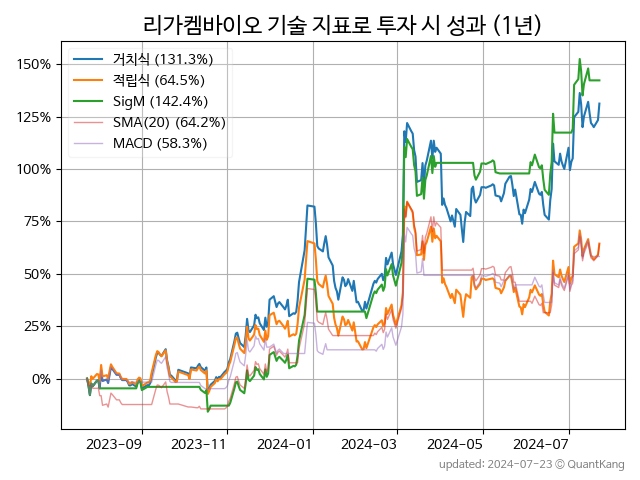 리가켐바이오 기술 지표로 투자 시 성과 (1년)
거치식 (131.3%)
적립식 (64.5%)
SigM (142.4%)
SMA(20) (64.2%)
MACD (58.3%)
150%
125%
100%
75%
50%
25%
0%
2023-09
2023-11
2024-01
2024-03
2024-05
2024-07
updated: 2024-07-23 © QuantKang